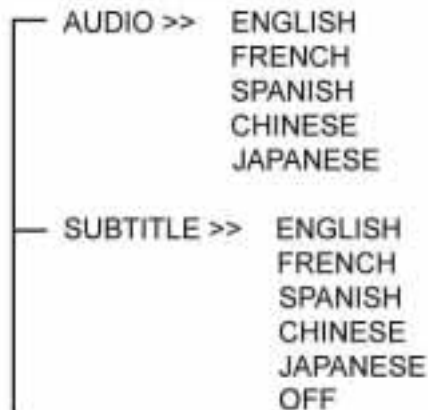 AUDIO >> ENGLISH
FRENCH
SPANISH
CHINESE
JAPANESE
SUBTITLE >> ENGLISH
FRENCH
SPANISH
CHINESE
JAPANESE
OFF